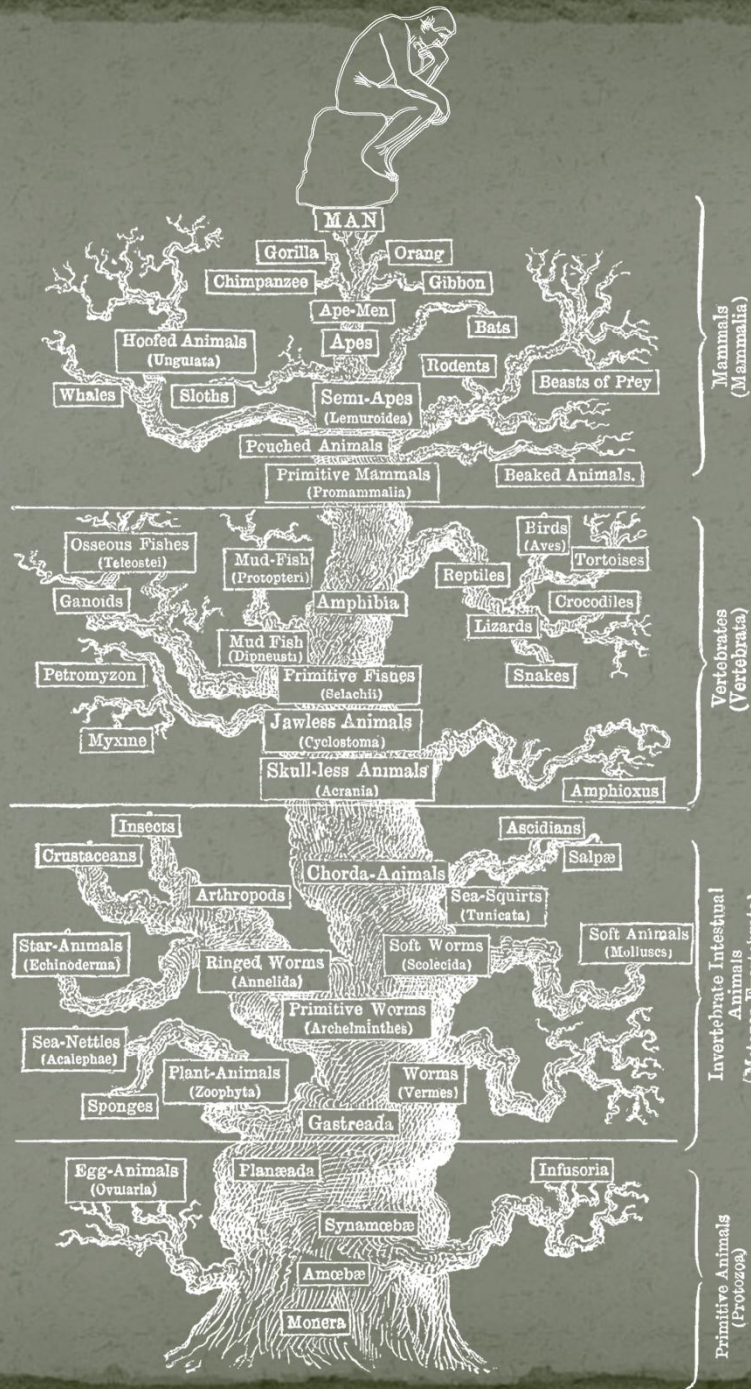 MAN
Gorilla
Orang
Chimpanzee
Gibbon
Ape-Men
Bats
Hoofed Animals
(Ungulata)
Apes
Rodents
Whales
Sloths
Semi-Apes
(Lemuroidea)
Beasts of Prey
Pouched Animals
Primitive Mammals
(Promammalia)
Beaked Animals.
Mammals
(Mammalia)
Osseous Fishes
(Teleostei)
Mud-Fish
(Protopteri)
Birds
(Aves)
Tortoises
Reptiles
Ganoids
Amphibia
Crocodiles
Lizards
Mud Fish
(Dipneusti)
Petromyzon
Primitive Fishes
(Selachii)
Snakes
Myxine
Jawless Animals
(Cyclostoma)
Skull-less Animals
(Acrania)
Amphioxus
Vertebrates
(Vertebrata)
Insects
Ascidians
Crustaceans
Salpæ
Chorda-Animals
Arthropods
Sea-Squirts
(Tunicata)
Star-Animals
(Echinoderma)
Ringed Worms
(Annelida)
Soft Worms
(Scolecida)
Soft Animals
(Molluscs)
Primitive Worms
(Archelminthes)
Sea-Nettles
(Acalephae)
Plant-Animals
(Zoophyta)
Worms
(Vermes)
Sponges
Gastreada
Invertebrate Intestinal
Animals
Egg-Animals
(Ovularia)
Planæada
Infusoria
Synamœbæ
Amœbæ
Monera
Primitive Animals
(Protozoa)